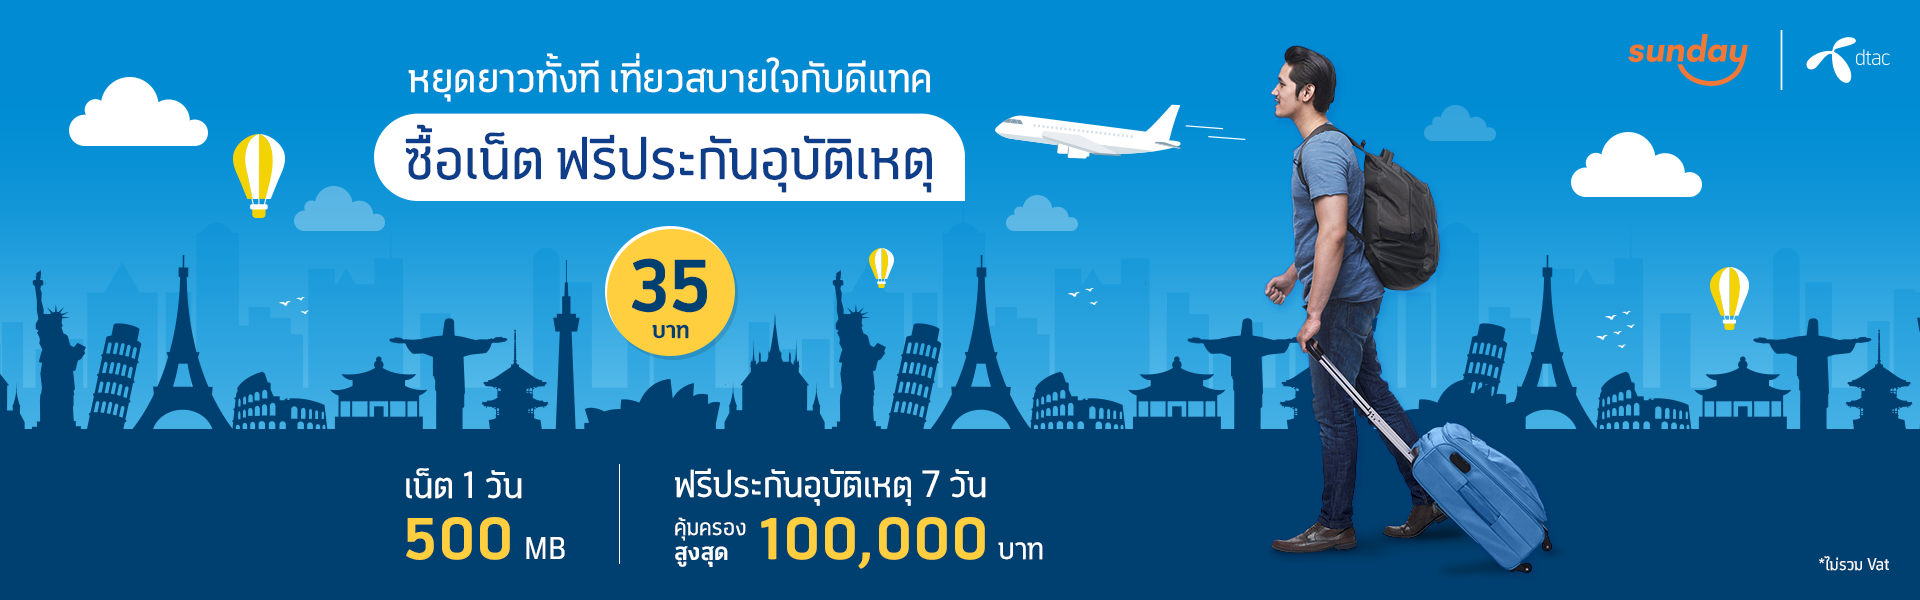 หยุดยาวทั้งที เที่ยวสบายใจกับดีแทค
ซื้อเน็ต ฟรีประกันอุบัติเหตุ
35
บาท
sunday
dtac
เน็ต 1 วัน
500 MB
ฟรีประกันอุบัติเหตุ 7 วัน
คุ้มครอง
สูงสุด 100,000 บาท
*ไม่รวม Vat